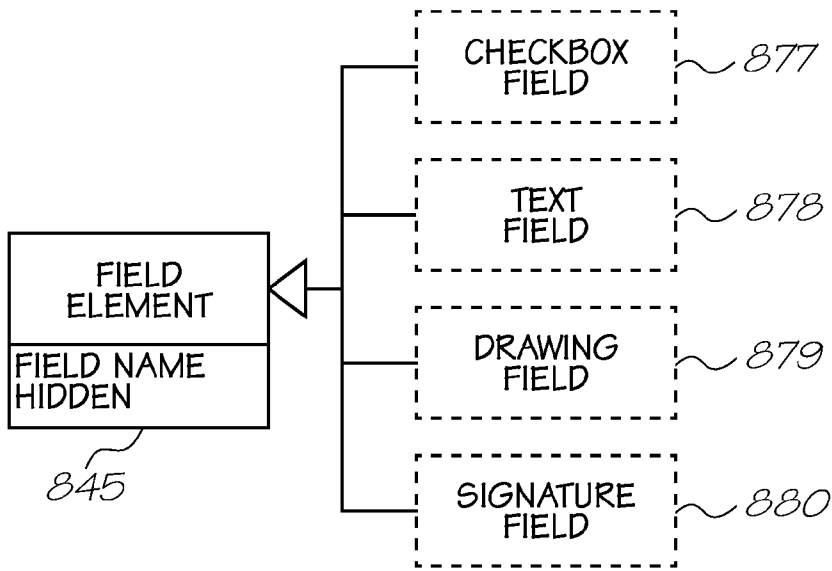 CHECKBOX
FIELD
877
TEXT
FIELD
878
FIELD
ELEMENT
FIELD NAME
HIDDEN
845
DRAWING
FIELD
879
SIGNATURE
FIELD
880